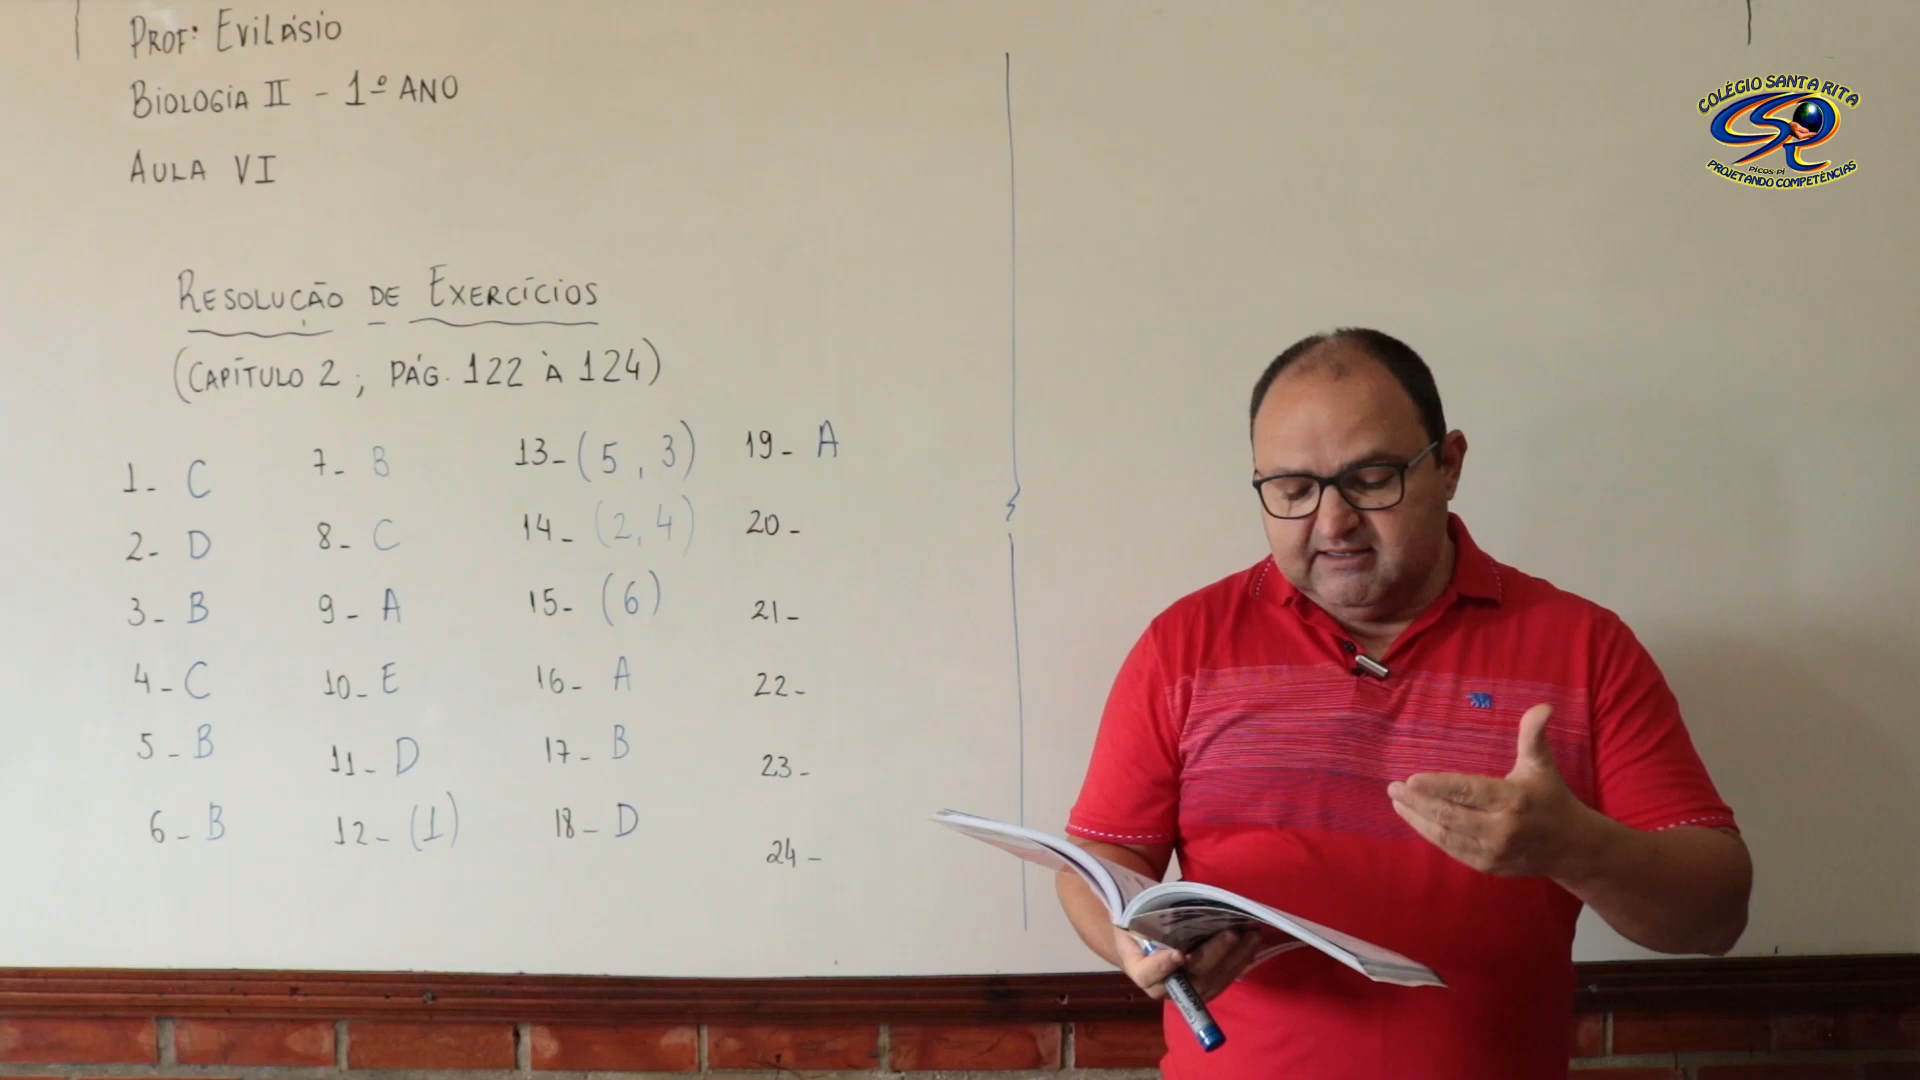 PROFº EVILÁSIO
BIOLOGIA II - 1º ANO
AULA VI
RESOLUÇÃO DE EXERCÍCIOS
(CAPÍTULO 2; PÁG. 122 À 124)
1- C
2- D
3- B
4- C
5- B
6- B
7- B
8- C
9- A
10- E
11- D
12- (1)
13- (5, 3)
14- (2, 4)
15- (6)
16- A
17- B
18- D
19- A
20-
21-
22-
23-
24-
COLÉGIO SANTA RITA
CSR
PICOS-PI
PROJETANDO COMPETÊNCIAS